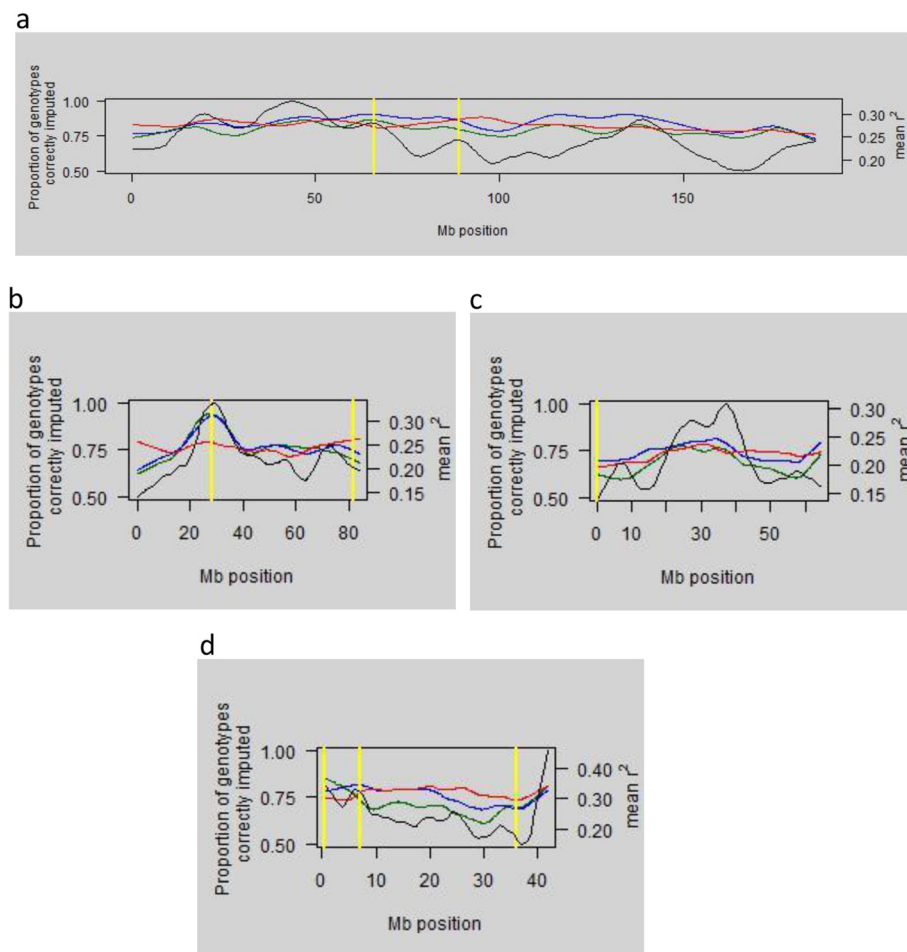 a
Proportion of genotypes
correctly imputed
1.00
0.75
0.50
0.30
0.25
0.20
mean r²
0 50 100 150
Mb position
b
Proportion of genotypes
correctly imputed
1.00
0.75
0.50
0.30
0.25
0.20
0.15
mean r²
0 20 40 60 80
Mb position
c
Proportion of genotypes
correctly imputed
1.00
0.75
0.50
0.30
0.25
0.20
0.15
mean r²
0 10 30 50
Mb position
d
Proportion of genotypes
correctly imputed
1.00
0.75
0.50
0.40
0.30
0.20
mean r²
0 10 20 30 40
Mb position